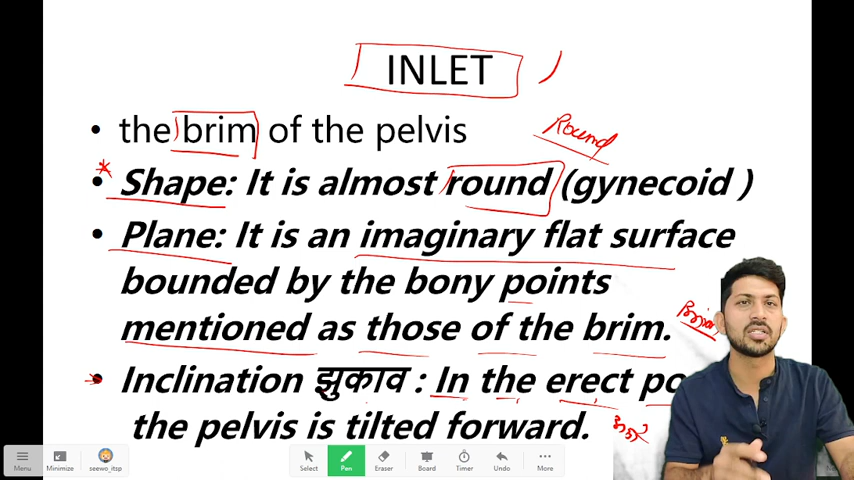 INLET
• the brim of the pelvis
Round
• Shape: It is almost round (gynecoid )
• Plane: It is an imaginary flat surface
bounded by the bony points
mentioned as those of the brim.
Brim
• Inclination झुकाव : In the erect po
the pelvis is tilted forward.
Menu
Minimize
seewo_itsp
Select
Pen
Eraser
Board
Timer
Undo
More